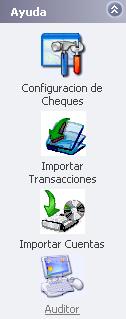 Ayuda
Configuracion de
Cheques
Importar
Transacciones
Importar Cuentas
Auditor